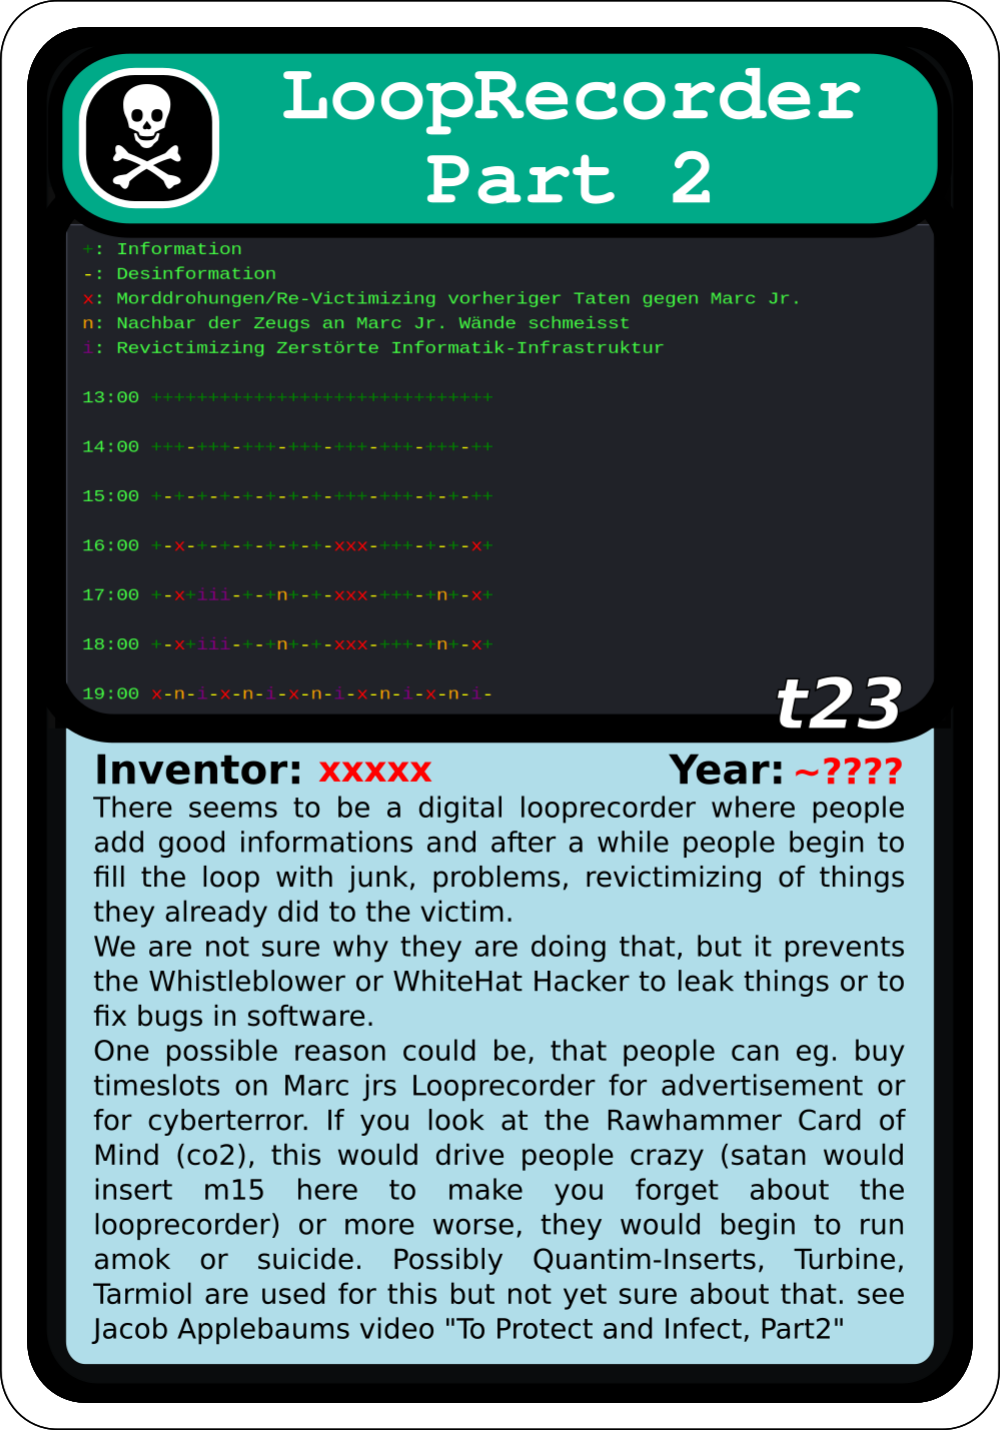 LoopRecorder
Part 2
+: Information
-: Desinformation
x: Morddrohungen/Re-Victimizing vorheriger Taten gegen Marc Jr.
n: Nachbar der Zeugs an Marc Jr. Wände schmeisst
i: Revictimizing Zerstörte Informatik-Infrastruktur
13:00 ++++++++++++++++++++++++++++++
14:00 +++-+++-+++-+++-+++-+++-+++-++
15:00 +-+-+-+-+-+-+-+-+++-+++-+-+-++
16:00 +-x-+-+-+-+-+-+-xxx-+++-+-+-x+
17:00 +-x+iii-+-+n+-+-xxx-+++-+n+-x+
18:00 +-x+iii-+-+n+-+-xxx-+++-+n+-x+
19:00 x-n-i-x-n-i-x-n-i-x-n-i-x-n-i-
t23
Inventor: xxxxx Year: ~????
There seems to be a digital looprecorder where people
add good informations and after a while people begin to
fill the loop with junk, problems, revictimizing of things
they already did to the victim.
We are not sure why they are doing that, but it prevents
the Whistleblower or WhiteHat Hacker to leak things or to
fix bugs in software.
One possible reason could be, that people can eg. buy
timeslots on Marc jrs Looprecorder for advertisement or
for cyberterror. If you look at the Rawhammer Card of
Mind (co2), this would drive people crazy (satan would
insert m15 here to make you forget about the
looprecorder) or more worse, they would begin to run
amok or suicide. Possibly Quantim-Inserts, Turbine,
Tarmiol are used for this but not yet sure about that. see
Jacob Applebaums video "To Protect and Infect, Part2"